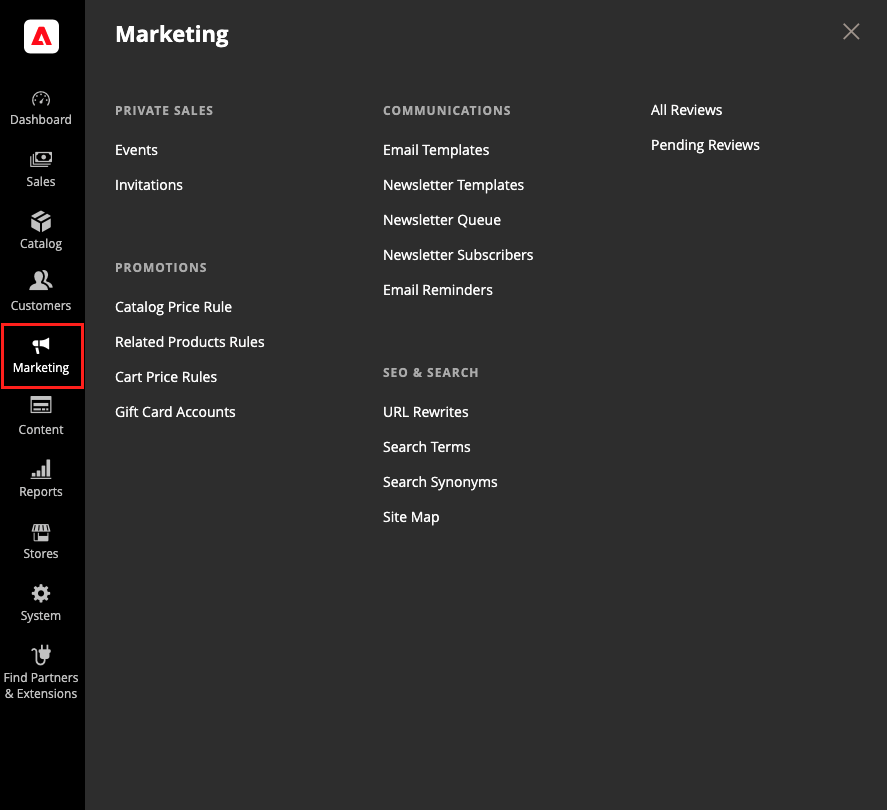 Marketing
Dashboard
Sales
Catalog
Customers
Marketing
Content
Reports
Stores
System
Find Partners
& Extensions
PRIVATE SALES
Events
Invitations
PROMOTIONS
Catalog Price Rule
Related Products Rules
Cart Price Rules
Gift Card Accounts
COMMUNICATIONS
Email Templates
Newsletter Templates
Newsletter Queue
Newsletter Subscribers
Email Reminders
SEO & SEARCH
URL Rewrites
Search Terms
Search Synonyms
Site Map
All Reviews
Pending Reviews